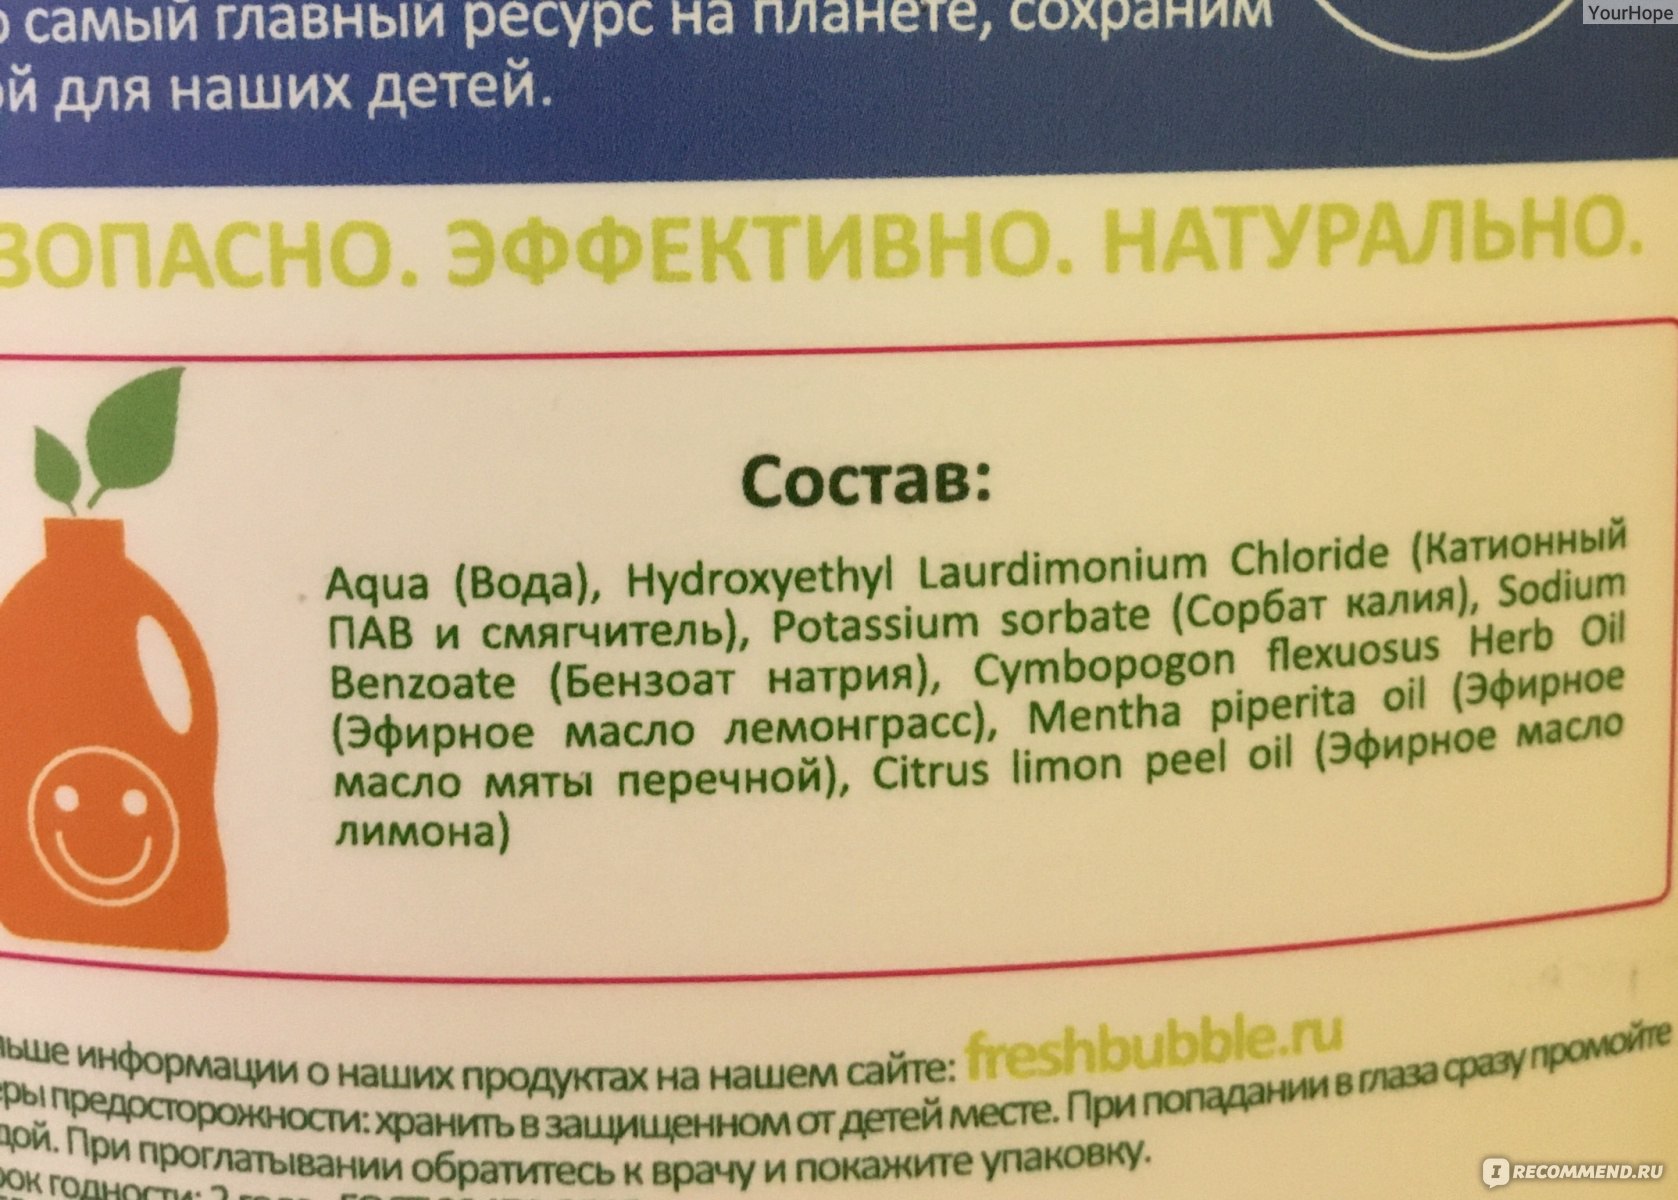 YourHope
самый главный ресурс на планете, сохраним
для наших детей.
ЗОПАСНО. ЭФФЕКТИВНО. НАТУРАЛЬНО.
Состав:
Aqua (Вода), Hydroxyethyl Laurdimonium Chloride (Катионный
ПАВ и смягчитель), Potassium sorbate (Сорбат калия), Sodium
Benzoate (Бензоат натрия), Cymbopogon flexuosus Herb Oil
(Эфирное масло лемонграсс), Mentha piperita oil (Эфирное
масло мяты перечной), Citrus limon peel oil (Эфирное масло
лимона)
льше информации о наших продуктах на нашем сайте: freshbubble.ru
еры предосторожности: хранить в защищенном от детей месте. При попадании в глаза сразу промойте
дой. При проглатывании обратитесь к врачу и покажите упаковку.
рок годности: 2
I RECOMMEND.RU